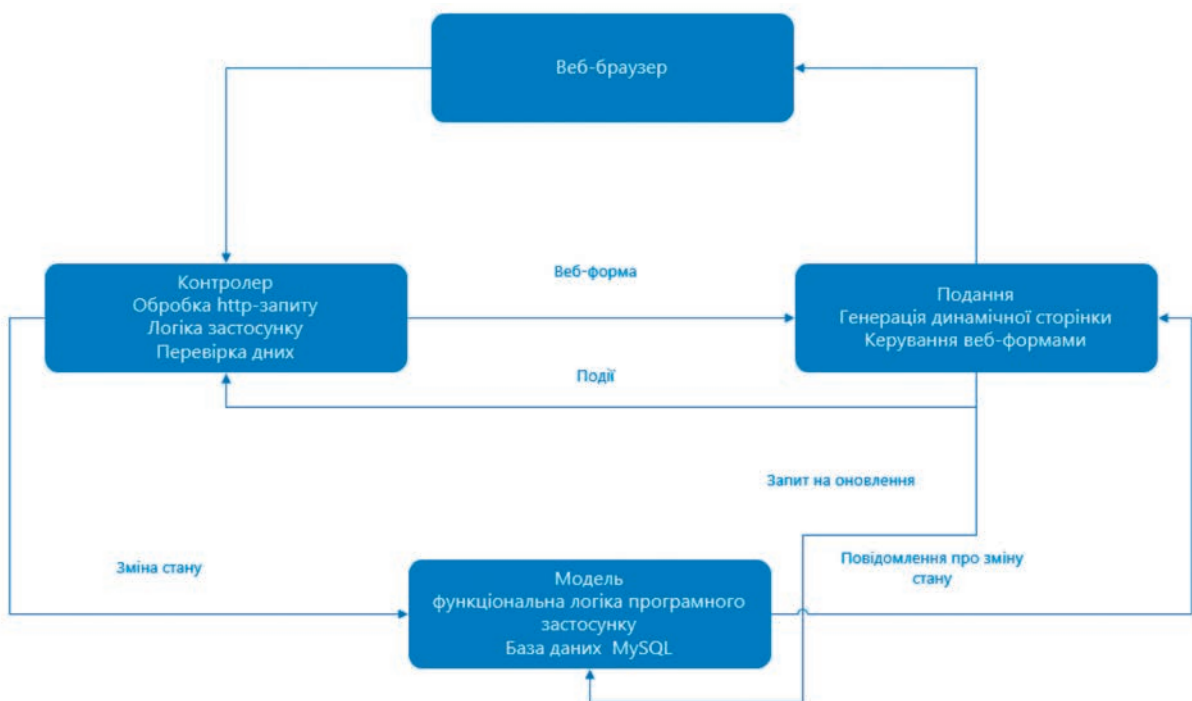 Веб-браузер
Контролер
Обробка http-запиту
Логіка застосунку
Перевірка дних
Веб-форма
Подання
Генерація динамічної сторінки
Керування веб-формами
Події
Запит на оновлення
Зміна стану
Повідомлення про зміну
стану
Модель
функціональна логіка програмного
застосунку
База даних MySQL